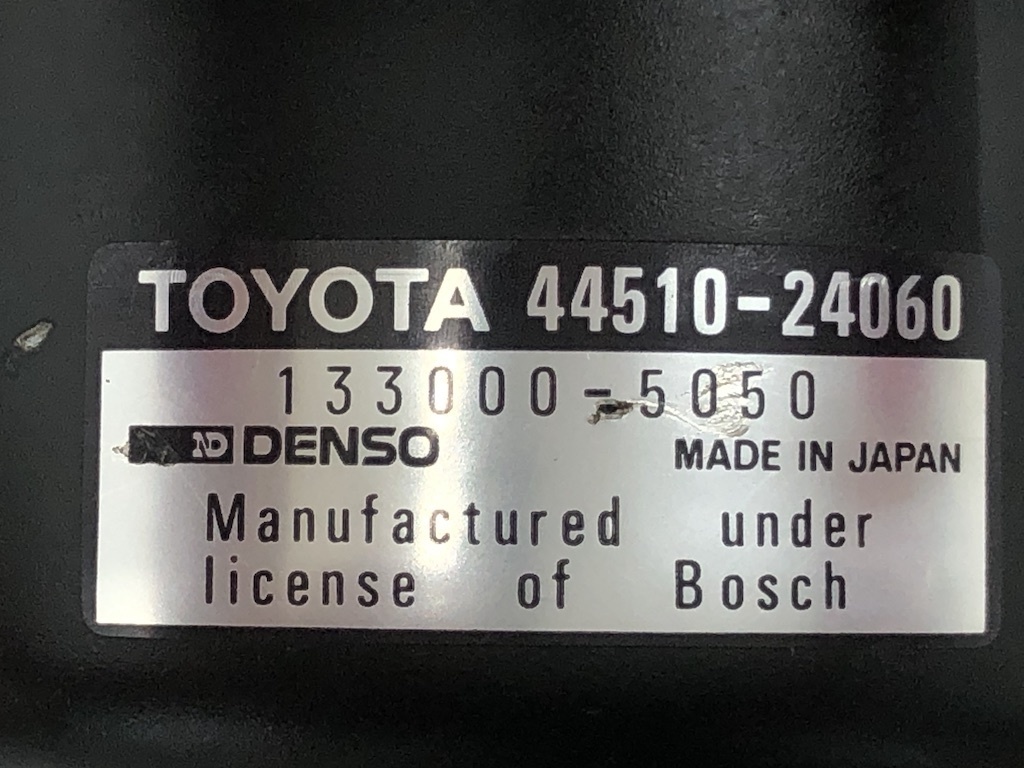 TOYOTA 44510-24060
133000-5050
ND DENSO MADE IN JAPAN
Manufactured under
license of Bosch